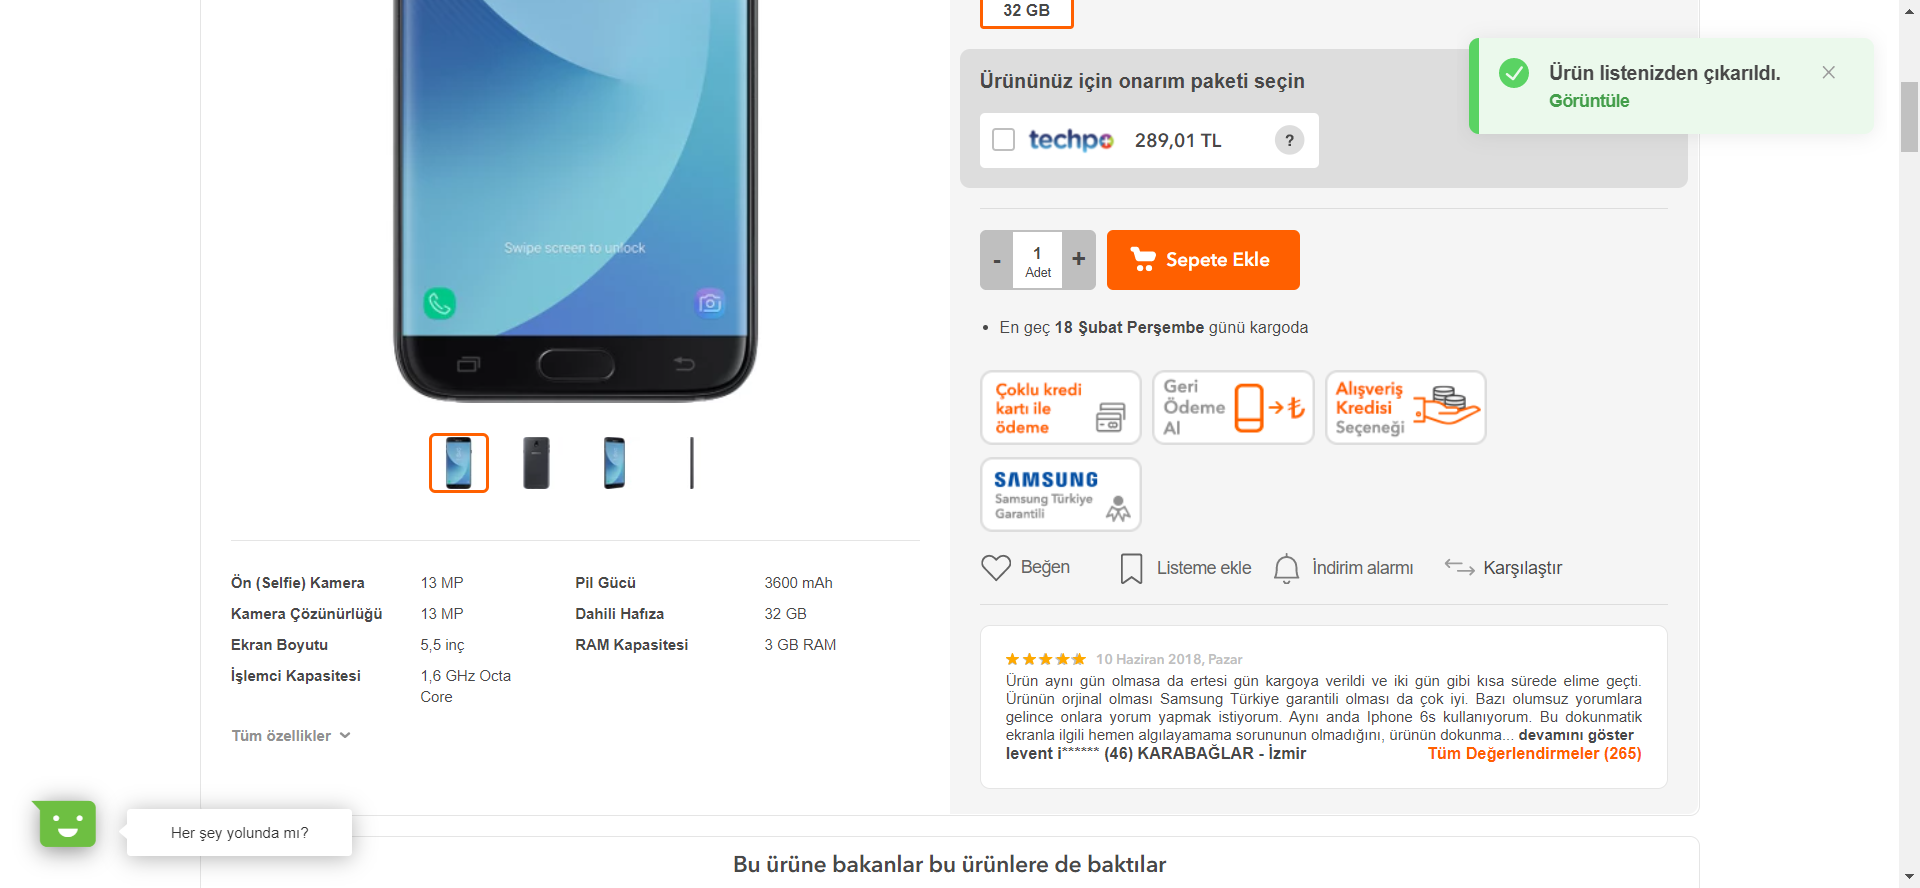 32 GB
Ürün listenizden çıkarıldı.
Görüntüle
Ürününüz için onarım paketi seçin
techpo 289,01 TL ?
Swipe screen to unlock
- 1 +
Adet
Sepete Ekle
• En geç 18 Şubat Perşembe günü kargoda
Çoklu kredi
kartı ile
ödeme
Geri
Ödeme
Al
Alışveriş
Kredisi
Seçeneği
SAMSUNG
Samsung Türkiye
Garantili
Beğen Listeme ekle İndirim alarmı Karşılaştır
Ön (Selfie) Kamera 13 MP Pil Gücü 3600 mAh
Kamera Çözünürlüğü 13 MP Dahili Hafıza 32 GB
Ekran Boyutu 5,5 inç RAM Kapasitesi 3 GB RAM
İşlemci Kapasitesi 1,6 GHz Octa
Core
Tüm özellikler
10 Haziran 2018, Pazar
Ürün aynı gün olmasa da ertesi gün kargoya verildi ve iki gün gibi kısa sürede elime geçti.
Ürünün orjinal olması Samsung Türkiye garantili olması da çok iyi. Bazı olumsuz yorumlara
gelince onlara yorum yapmak istiyorum. Aynı anda Iphone 6s kullanıyorum. Bu dokunmatik
ekranla ilgili hemen algılayamama sorununun olmadığını, ürünün dokunma... devamını göster
levent i****** (46) KARABAĞLAR - İzmir Tüm Değerlendirmeler (265)
Her şey yolunda mı?
Bu ürüne bakanlar bu ürünlere de baktılar